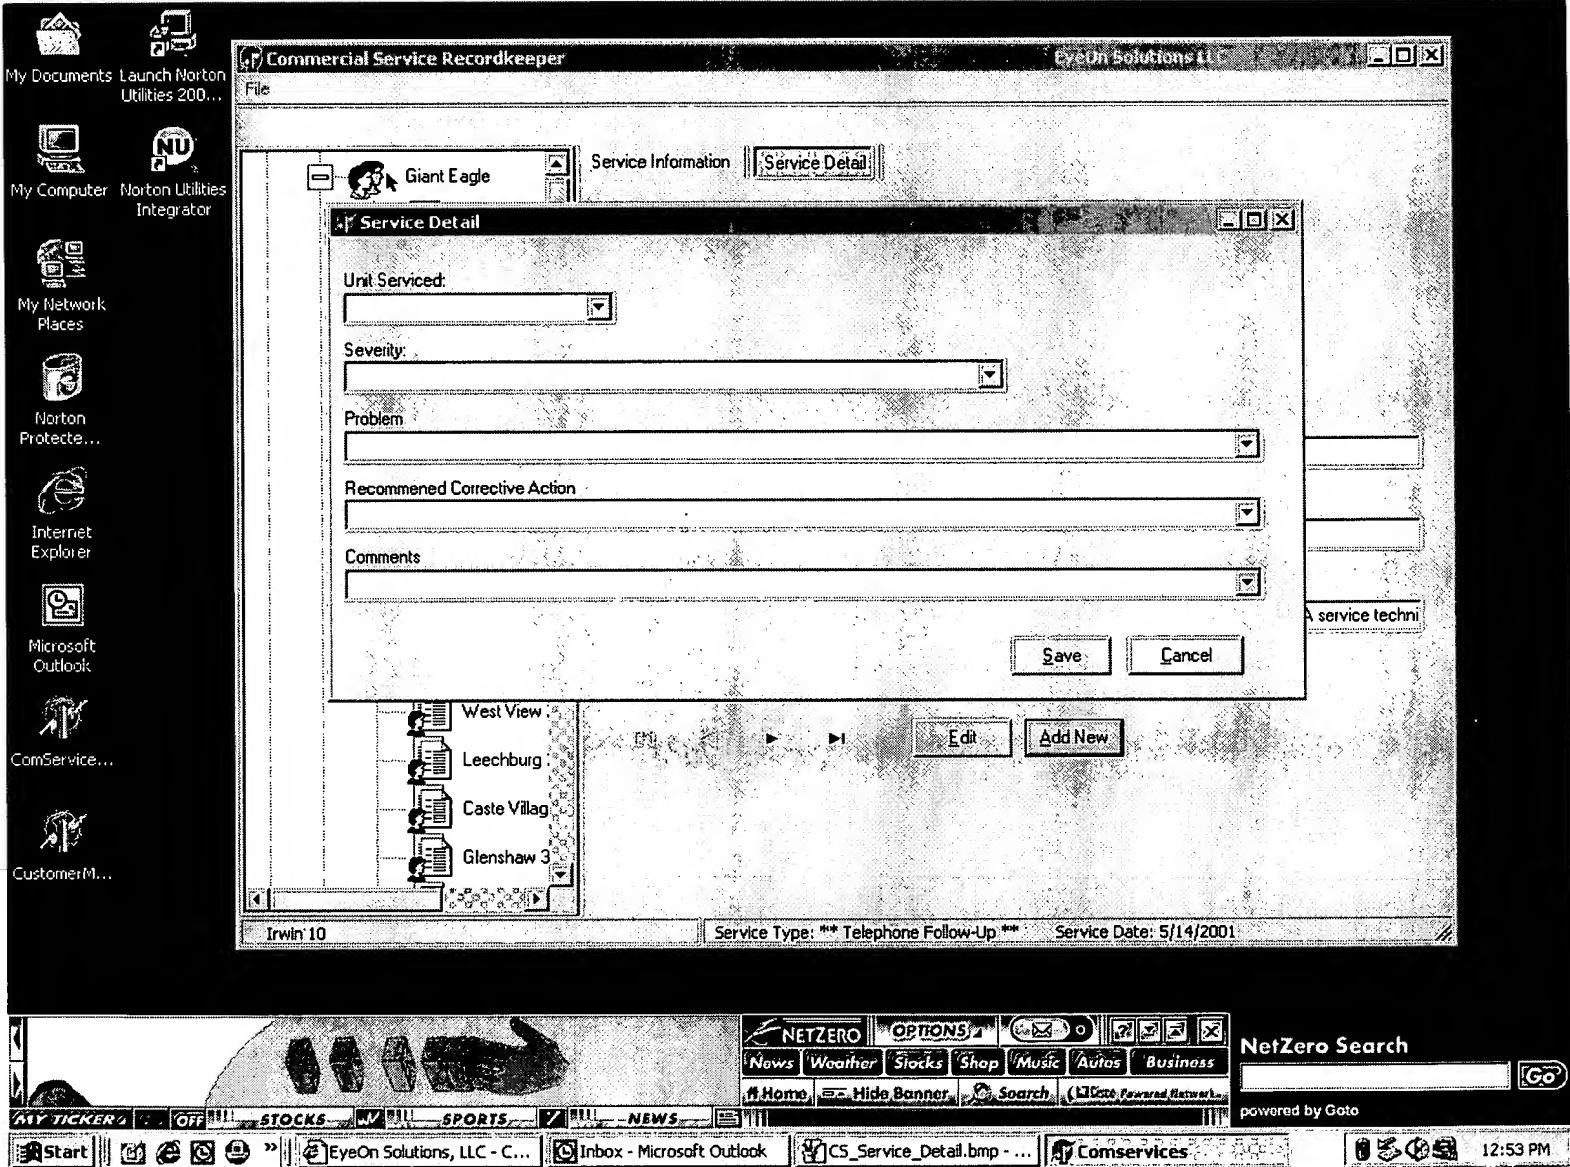 My Documents
Launch Norton
Utilities 200...
My Computer
Norton Utilities
Integrator
My Network
Places
Norton
Protecte...
Internet
Explorer
Microsoft
Outlook
ComService...
CustomerM...
Commercial Service Recordkeeper
EyeOn Solutions LLC
File
Giant Eagle
Service Information
Service Detail
Service Detail
Unit Serviced:
Severity:
Problem
Recommened Corrective Action
Comments
Save
Cancel
A service techni
West View
Leechburg
Caste Villag
Glenshaw 3
Edit
Add New
Irwin 10
Service Type: ** Telephone Follow-Up **
Service Date: 5/14/2001
NETZERO
OPTIONS
News
Weather
Stocks
Shop
Music
Autos
Business
Home
Hide Banner
Search
NetZero Search
Go
powered by Goto
MY TICKER
OFF
STOCKS
SPORTS
NEWS
Start
EyeOn Solutions, LLC - C...
Inbox - Microsoft Outlook
CS_Service_Detail.bmp - ...
Comservices
12:53 PM